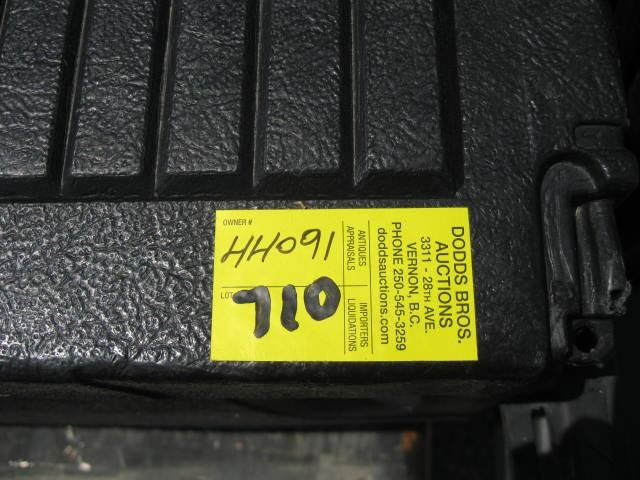 DODDS BROS.
AUCTIONS
3311 - 28TH AVE.
VERNON, B.C.
PHONE 250-545-3259
doddsauctions.com
ANTIQUES
APPRAISALS
IMPORTERS
LIQUIDATIONS
OWNER #
HH091
LOT
710